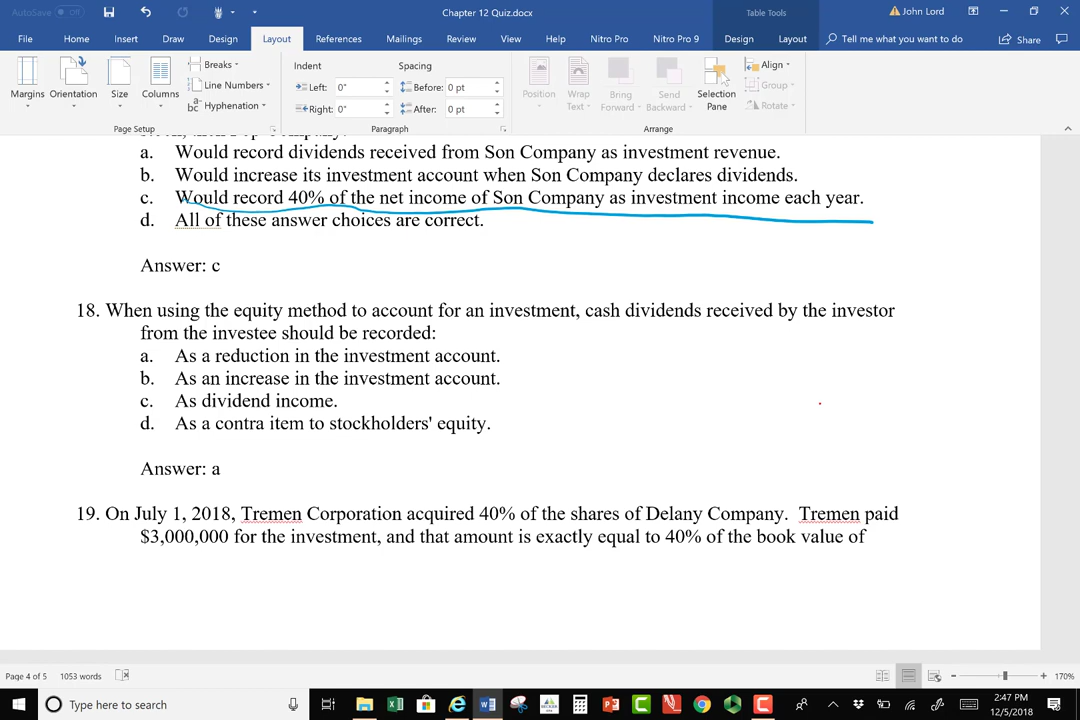 AutoSave
Off
Chapter 12 Quiz.docx
Table Tools
John Lord
File
Home
Insert
Draw
Design
Layout
References
Mailings
Review
View
Help
Nitro Pro
Nitro Pro 9
Design
Layout
Tell me what you want to do
Share
Margins
Orientation
Size
Columns
Breaks
Line Numbers
Hyphenation
Page Setup
Indent
Left: 0"
Right: 0"
Spacing
Before: 0 pt
After: 0 pt
Paragraph
Position
Wrap Text
Bring Forward
Send Backward
Selection Pane
Align
Group
Rotate
Arrange
a. Would record dividends received from Son Company as investment revenue.
b. Would increase its investment account when Son Company declares dividends.
c. Would record 40% of the net income of Son Company as investment income each year.
d. All of these answer choices are correct.
Answer: c
18. When using the equity method to account for an investment, cash dividends received by the investor
from the investee should be recorded:
a. As a reduction in the investment account.
b. As an increase in the investment account.
c. As dividend income.
d. As a contra item to stockholders' equity.
Answer: a
19. On July 1, 2018, Tremen Corporation acquired 40% of the shares of Delany Company. Tremen paid
$3,000,000 for the investment, and that amount is exactly equal to 40% of the book value of
Page 4 of 5
1053 words
170%
Type here to search
2:47 PM
12/5/2018